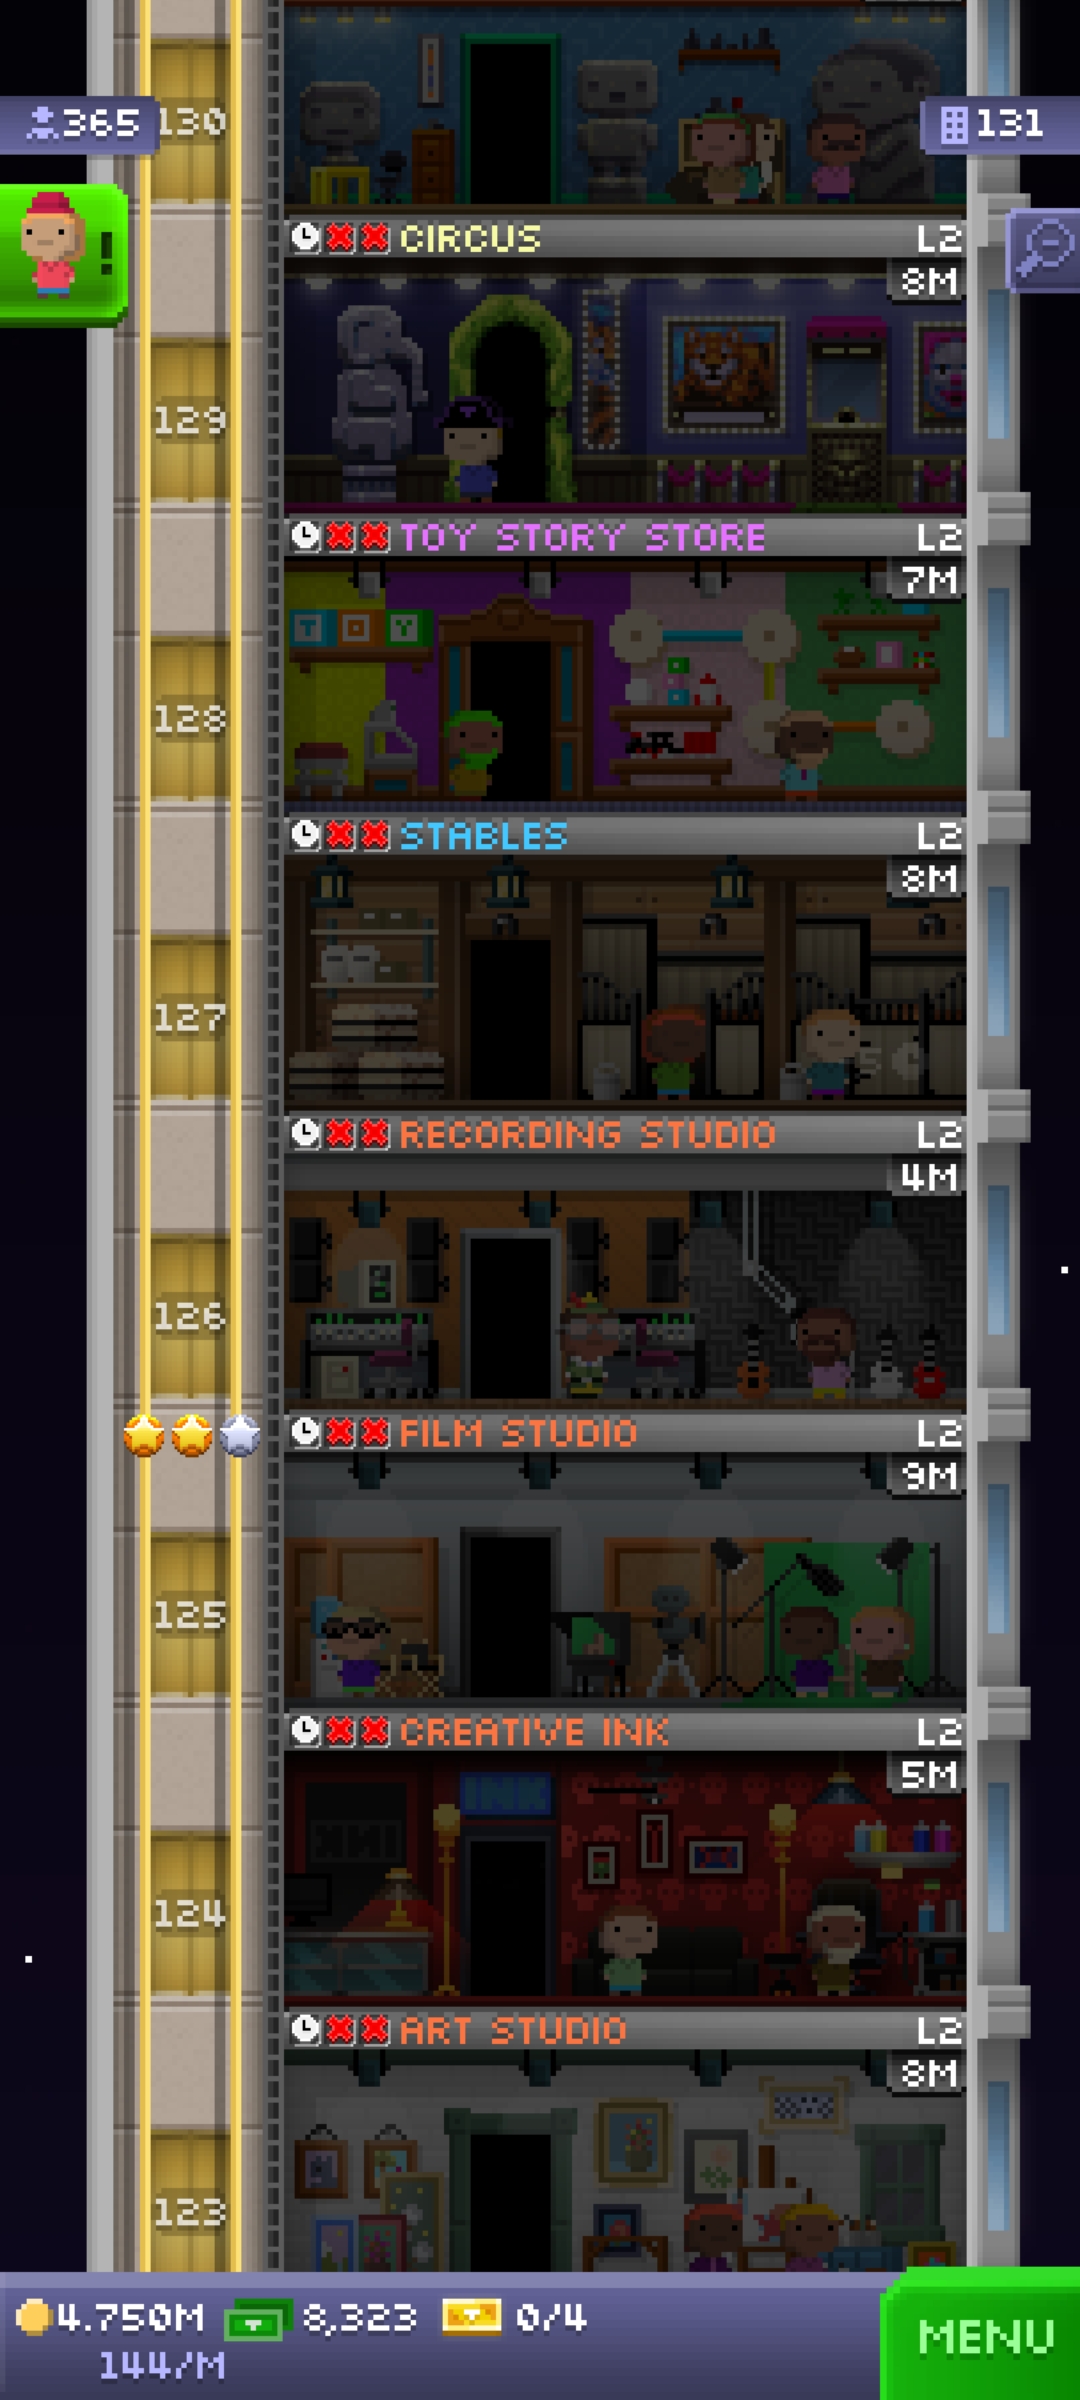 365
130
131
!
CIRCUS L2
8M
129
TOY STORY STORE L2
7M
TOY
128
STABLES L2
8M
127
RECORDING STUDIO L2
4M
126
FILM STUDIO L2
9M
125
CREATIVE INK L2
5M
INK
124
ART STUDIO L2
8M
123
4.750M 8,323 0/4
144/M
MENU